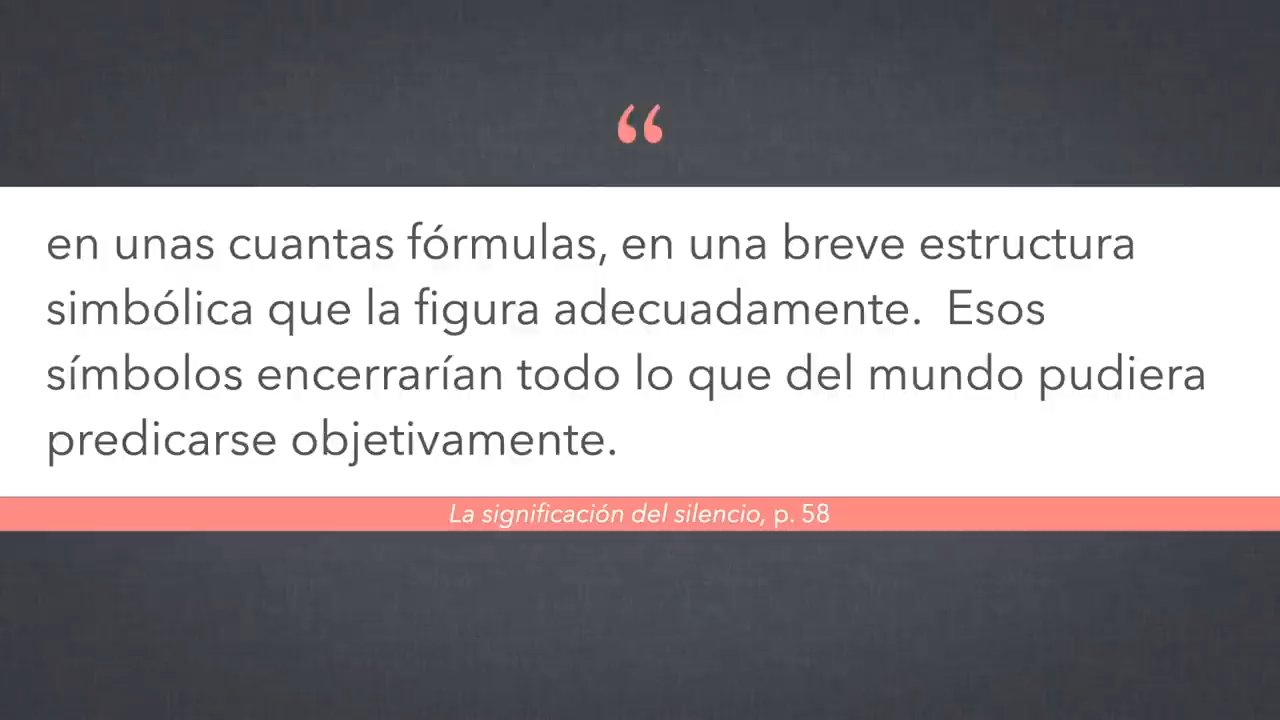 “
en unas cuantas fórmulas, en una breve estructura
simbólica que la figura adecuadamente.  Esos
símbolos encerrarían todo lo que del mundo pudiera
predicarse objetivamente.
La significación del silencio, p. 58